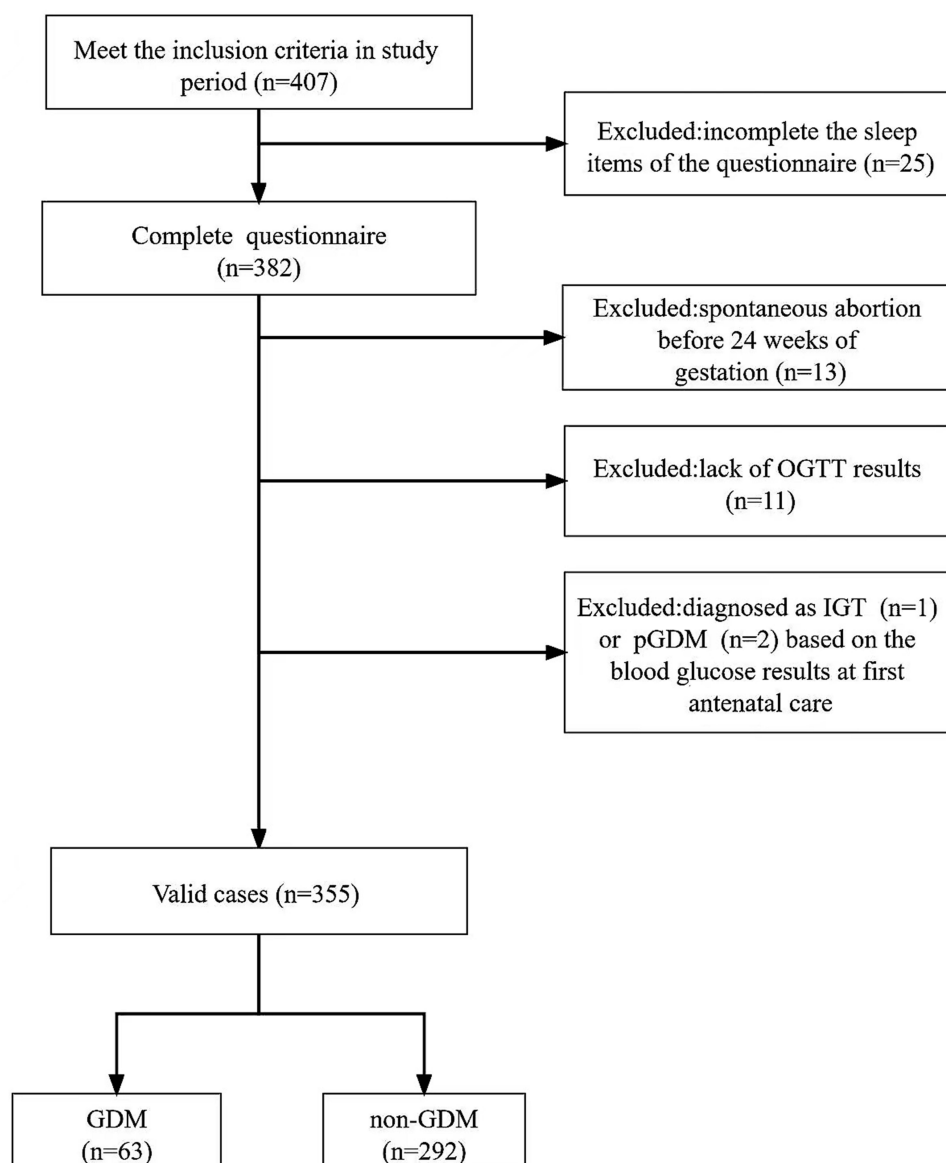 Meet the inclusion criteria in study
period (n=407)
Excluded:incomplete the sleep
items of the questionnaire (n=25)
Complete questionnaire
(n=382)
Excluded:spontaneous abortion
before 24 weeks of
gestation (n=13)
Excluded:lack of OGTT results
(n=11)
Excluded:diagnosed as IGT (n=1)
or pGDM (n=2) based on the
blood glucose results at first
antenatal care
Valid cases (n=355)
GDM
(n=63)
non-GDM
(n=292)